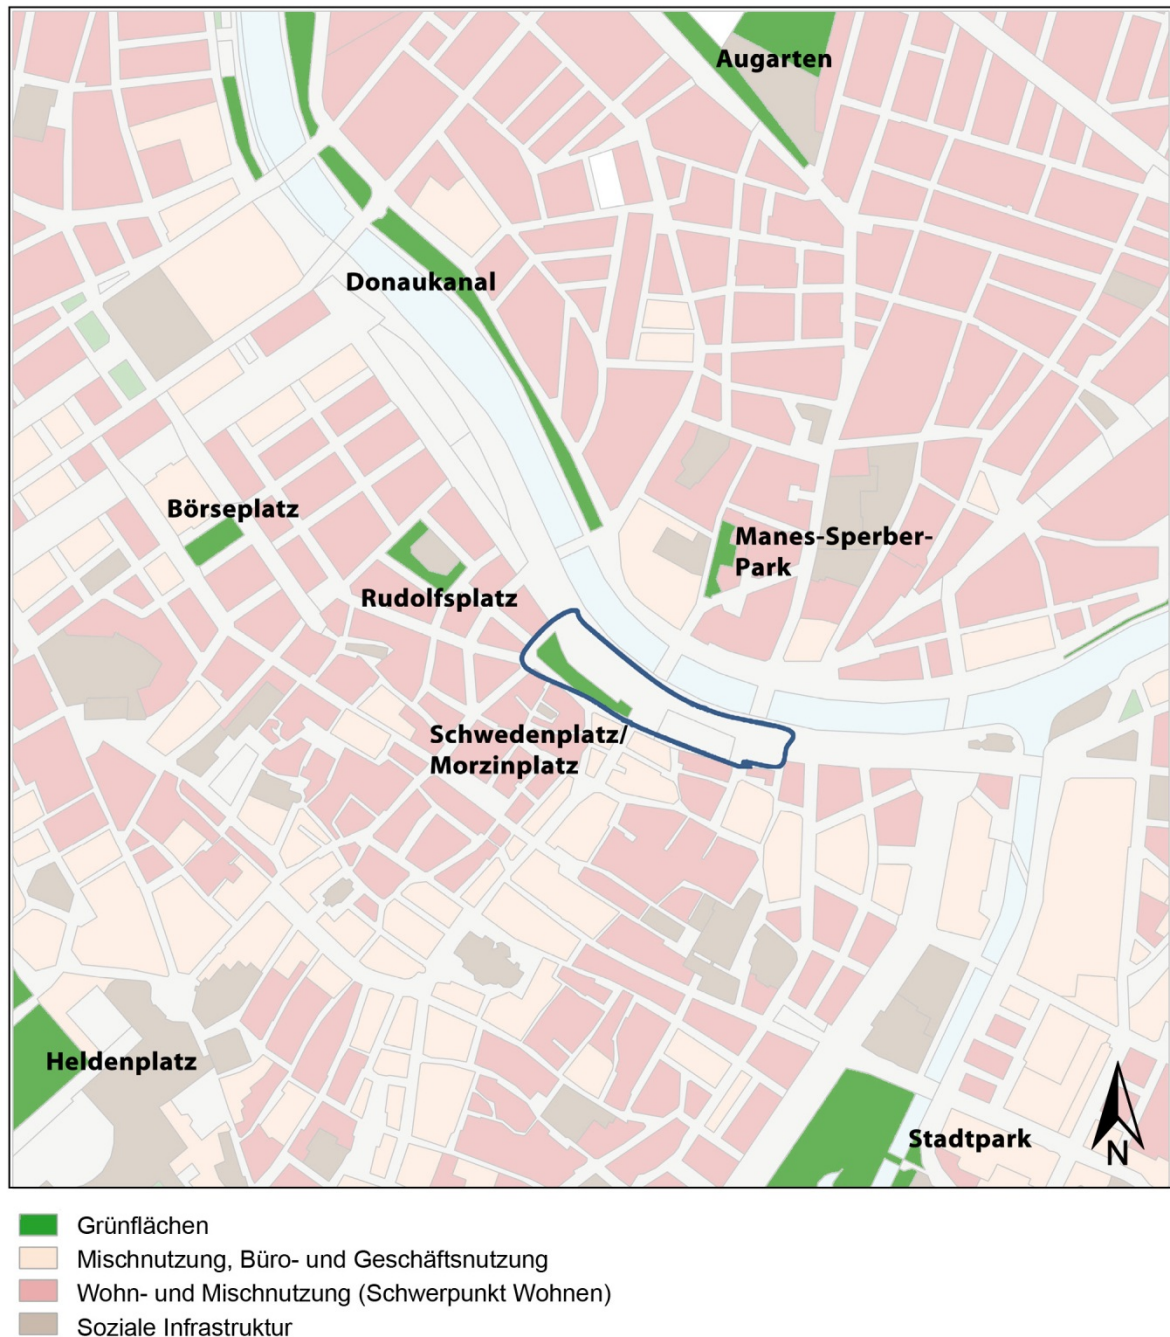 Augarten
Donaukanal
Börseplatz
Manes-Sperber-
Park
Rudolfsplatz
Schwedenplatz/
Morzinplatz
Heldenplatz
Stadtpark
N
Grünflächen
Mischnutzung, Büro- und Geschäftsnutzung
Wohn- und Mischnutzung (Schwerpunkt Wohnen)
Soziale Infrastruktur